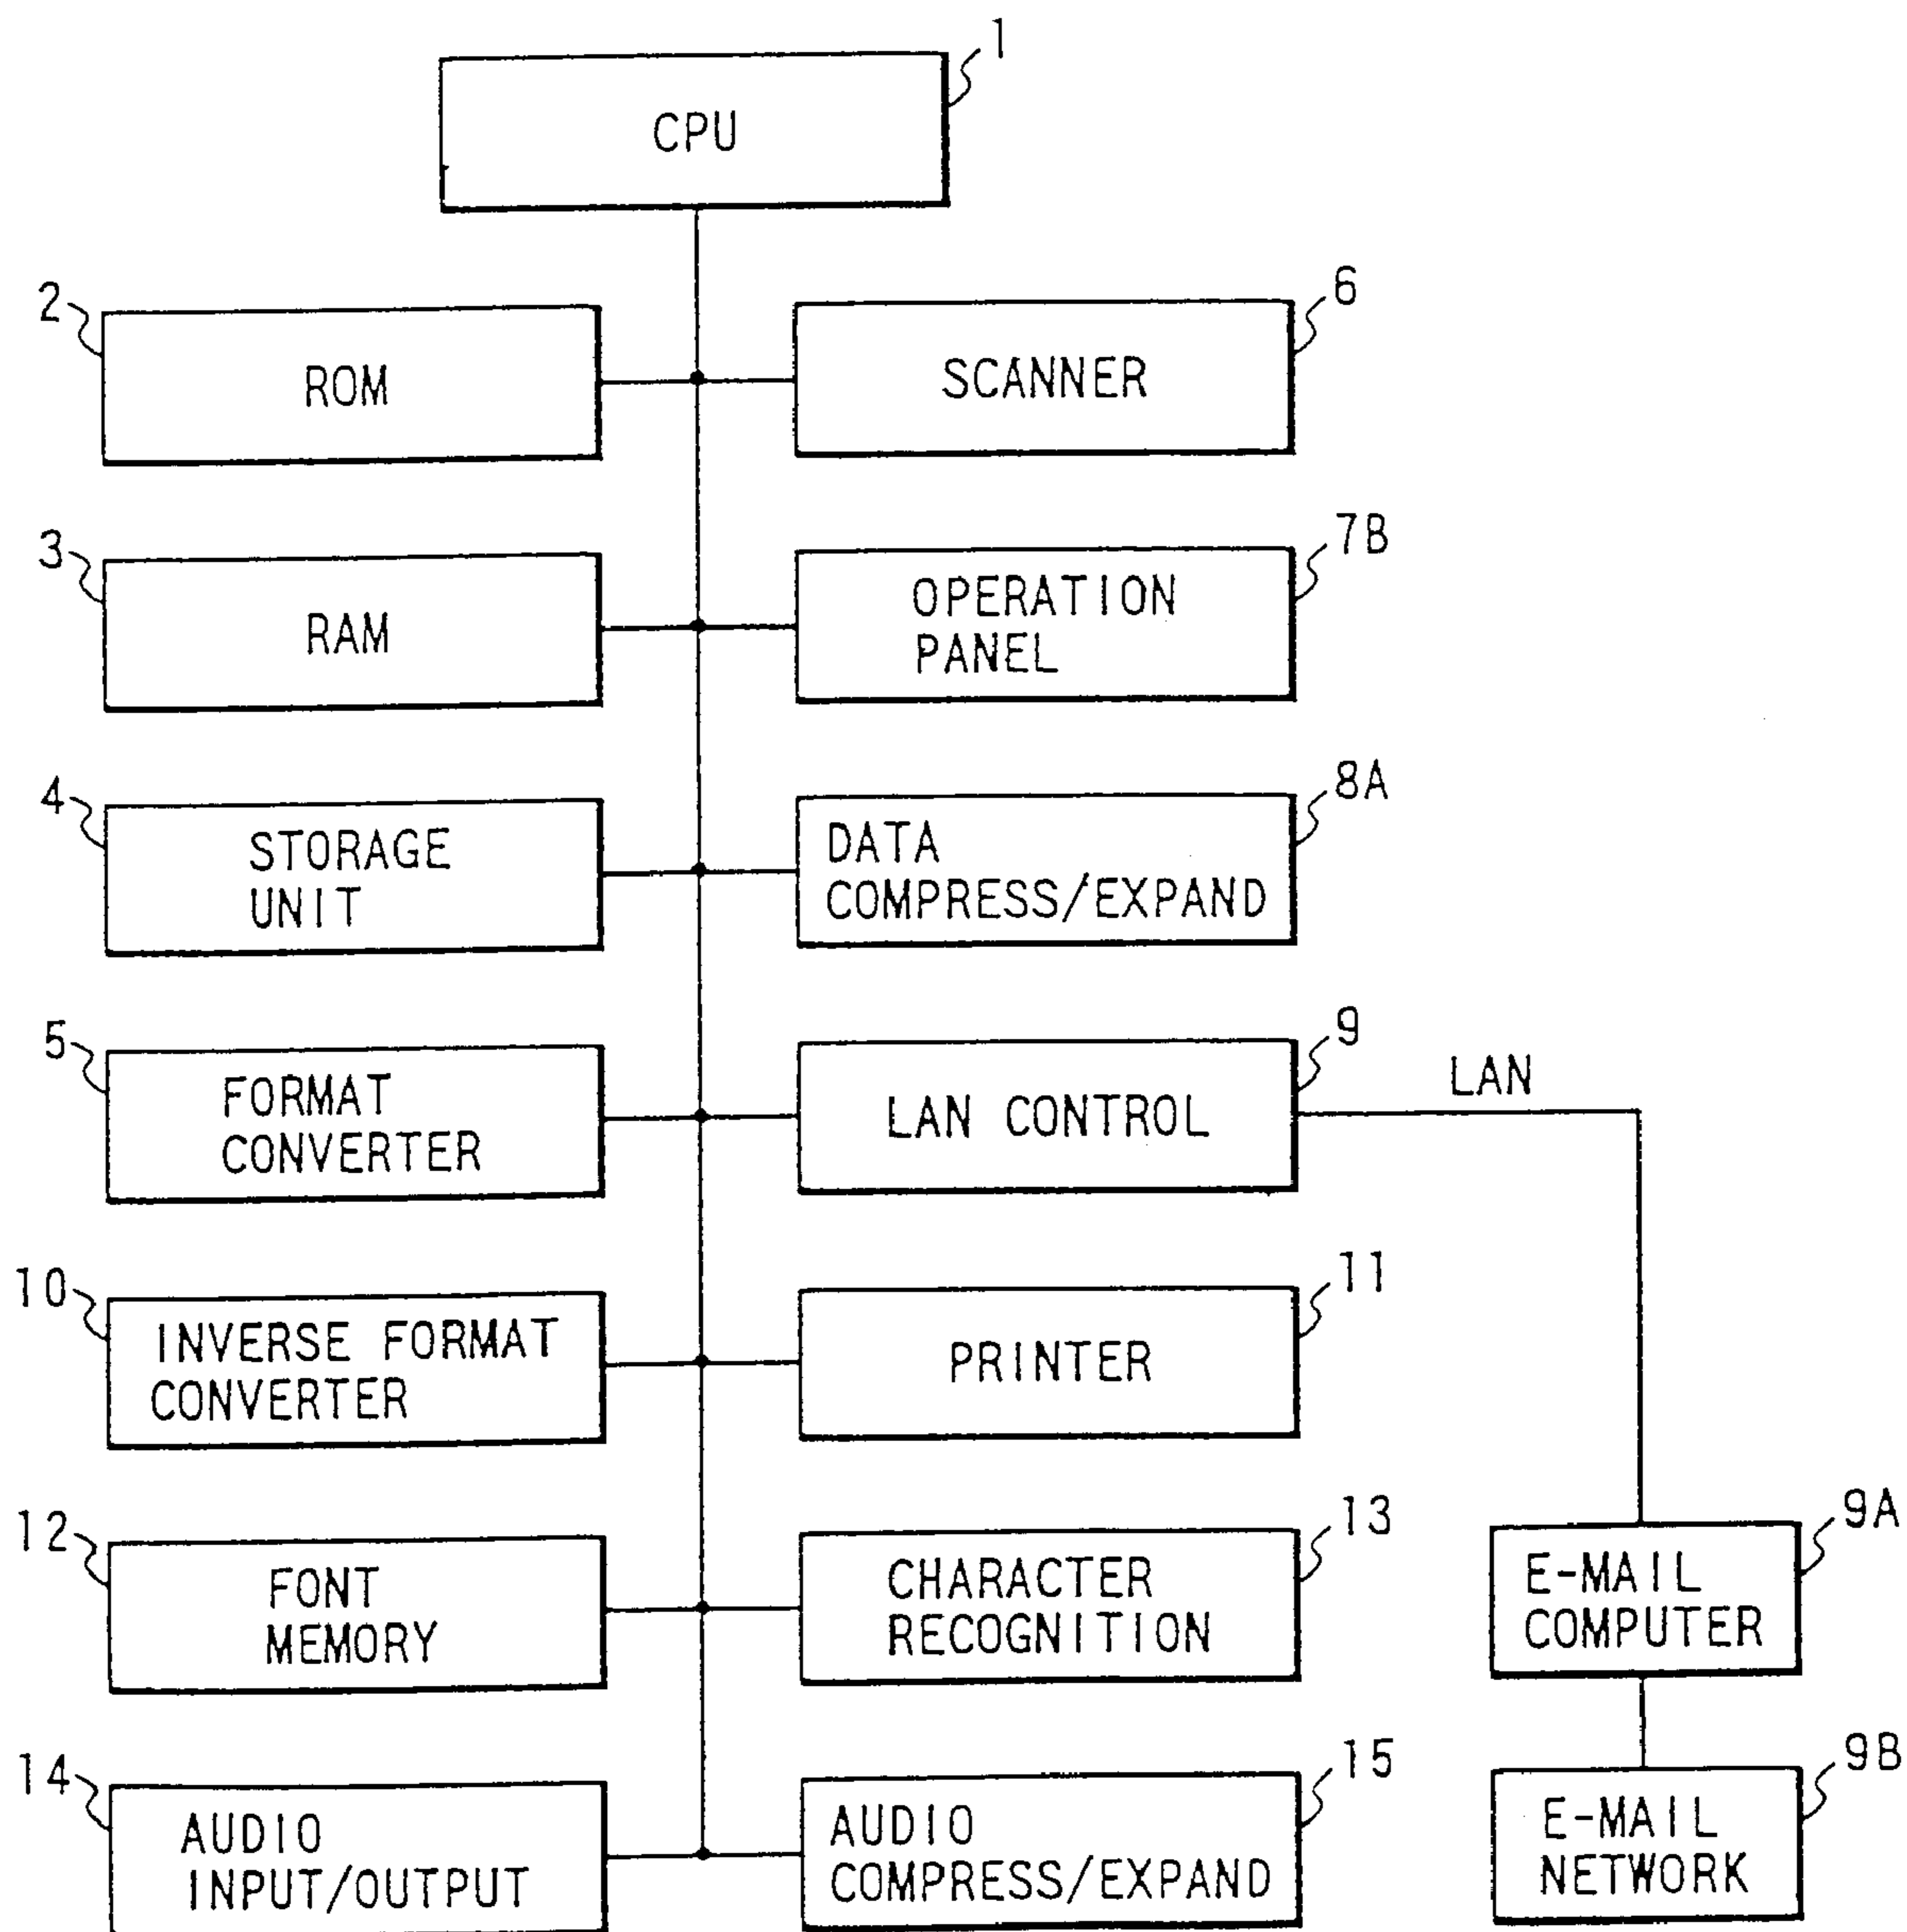 1
CPU
2
ROM
6
SCANNER
3
RAM
7B
OPERATION
PANEL
4
STORAGE
UNIT
8A
DATA
COMPRESS/EXPAND
5
FORMAT
CONVERTER
9
LAN CONTROL
LAN
10
INVERSE FORMAT
CONVERTER
11
PRINTER
12
FONT
MEMORY
13
CHARACTER
RECOGNITION
9A
E-MAIL
COMPUTER
14
AUDIO
INPUT/OUTPUT
15
AUDIO
COMPRESS/EXPAND
9B
E-MAIL
NETWORK